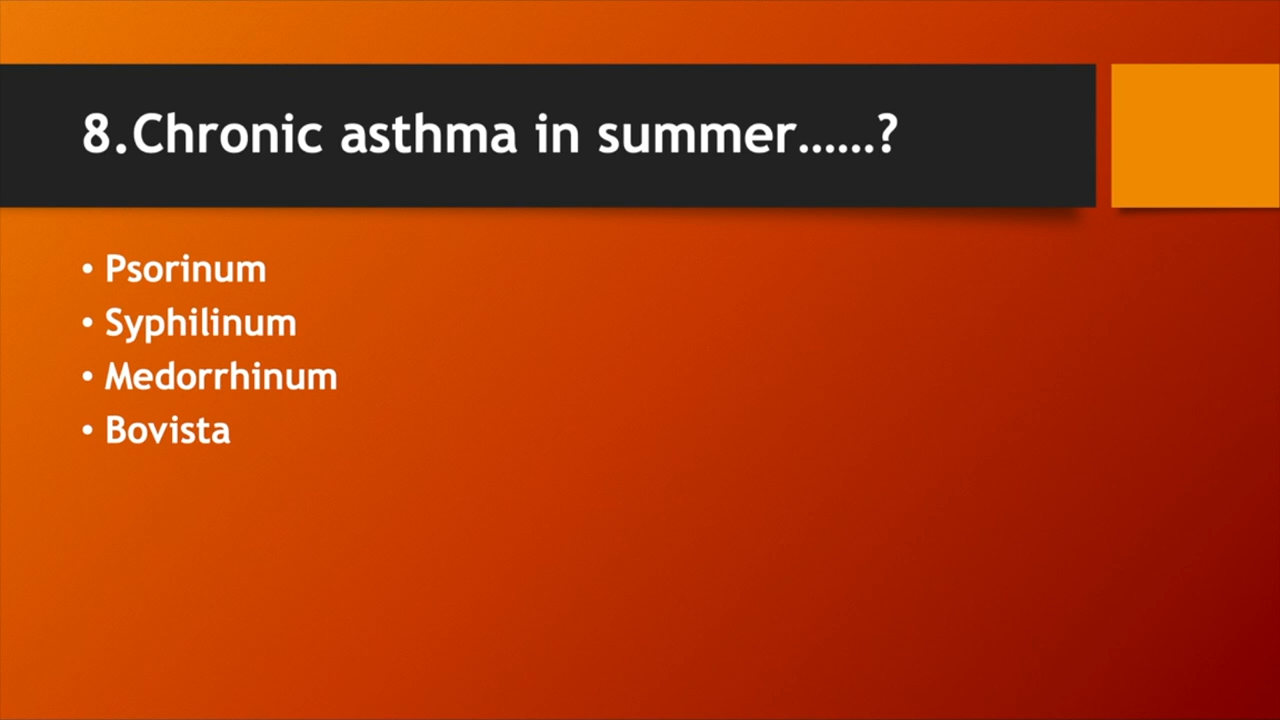 8.Chronic asthma in summer......?
• Psorinum
• Syphilinum
• Medorrhinum
• Bovista